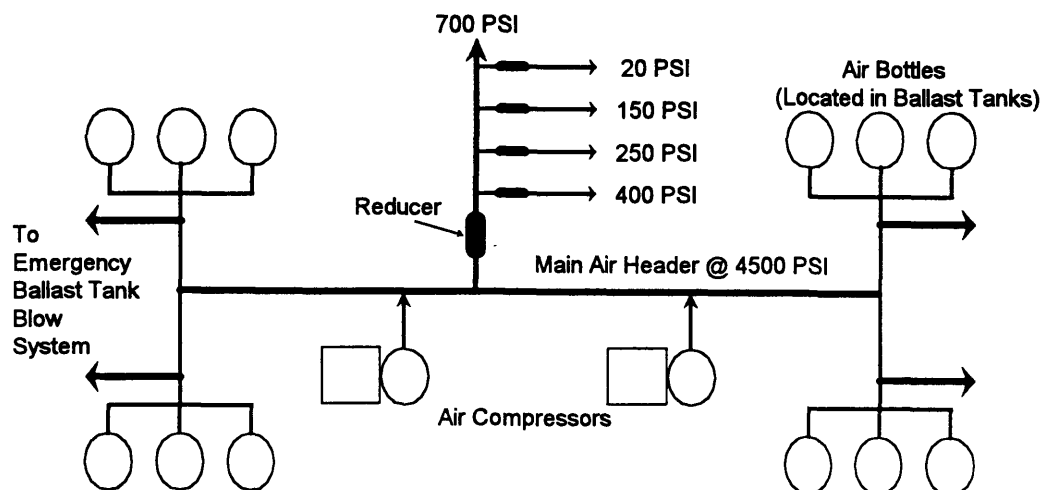 700 PSI
20 PSI
150 PSI
250 PSI
400 PSI
Air Bottles
(Located in Ballast Tanks)
Reducer
To
Emergency
Ballast Tank
Blow
System
Main Air Header @ 4500 PSI
Air Compressors